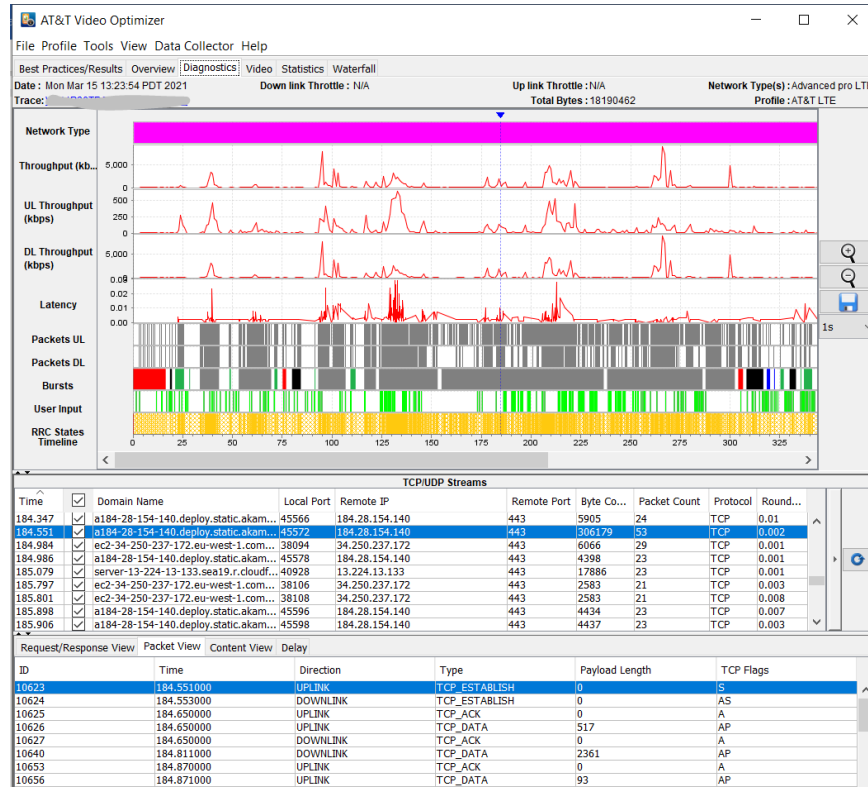 AT&T Video Optimizer
File Profile Tools View Data Collector Help
Best Practices/Results Overview Diagnostics Video Statistics Waterfall
Date : Mon Mar 15 13:23:54 PDT 2021 Down link Throttle : N/A Up link Throttle : N/A Network Type(s) : Advanced pro LTE
Trace: Total Bytes : 18190462 Profile : AT&T LTE
Network Type
Throughput (kb... 5,000 0
UL Throughput (kbps) 500 250 0
DL Throughput (kbps) 5,000 0
Latency 0.02 0.01 0.00
Packets UL
1s
Packets DL
Bursts
User Input
RRC States Timeline
0 25 50 75 100 125 150 175 200 225 250 275 300 325
TCP/UDP Streams
Time Domain Name Local Port Remote IP Remote Port Byte Co... Packet Count Protocol Round...
184.347 a184-28-154-140.deploy.static.akam... 45566 184.28.154.140 443 5905 24 TCP 0.01
184.551 a184-28-154-140.deploy.static.akam... 45572 184.28.154.140 443 306179 53 TCP 0.002
184.984 ec2-34-250-237-172.eu-west-1.com... 38094 34.250.237.172 443 6066 29 TCP 0.001
184.986 a184-28-154-140.deploy.static.akam... 45578 184.28.154.140 443 4398 23 TCP 0.001
185.079 server-13-224-13-133.sea19.r.cloudf... 40928 13.224.13.133 443 17886 23 TCP 0.001
185.797 ec2-34-250-237-172.eu-west-1.com... 38106 34.250.237.172 443 2583 21 TCP 0.003
185.801 ec2-34-250-237-172.eu-west-1.com... 38108 34.250.237.172 443 2583 21 TCP 0.008
185.898 a184-28-154-140.deploy.static.akam... 45596 184.28.154.140 443 4434 23 TCP 0.007
185.906 a184-28-154-140.deploy.static.akam... 45598 184.28.154.140 443 4437 23 TCP 0.003
Request/Response View Packet View Content View Delay
ID Time Direction Type Payload Length TCP Flags
10623 184.551000 UPLINK TCP_ESTABLISH 0 S
10624 184.553000 DOWNLINK TCP_ESTABLISH 0 AS
10625 184.650000 UPLINK TCP_ACK 0 A
10626 184.650000 UPLINK TCP_DATA 517 AP
10627 184.650000 DOWNLINK TCP_ACK 0 A
10640 184.811000 DOWNLINK TCP_DATA 2361 AP
10653 184.870000 UPLINK TCP_ACK 0 A
10656 184.871000 UPLINK TCP_DATA 93 AP